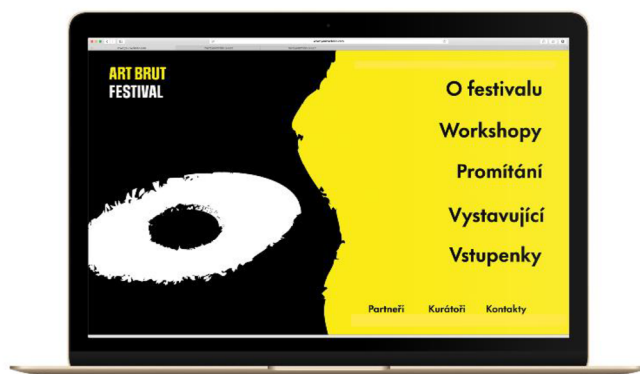 ART BRUT
FESTIVAL
O festivalu
Workshopy
Promítání
Vystavující
Vstupenky
Partneři Kurátoři Kontakty